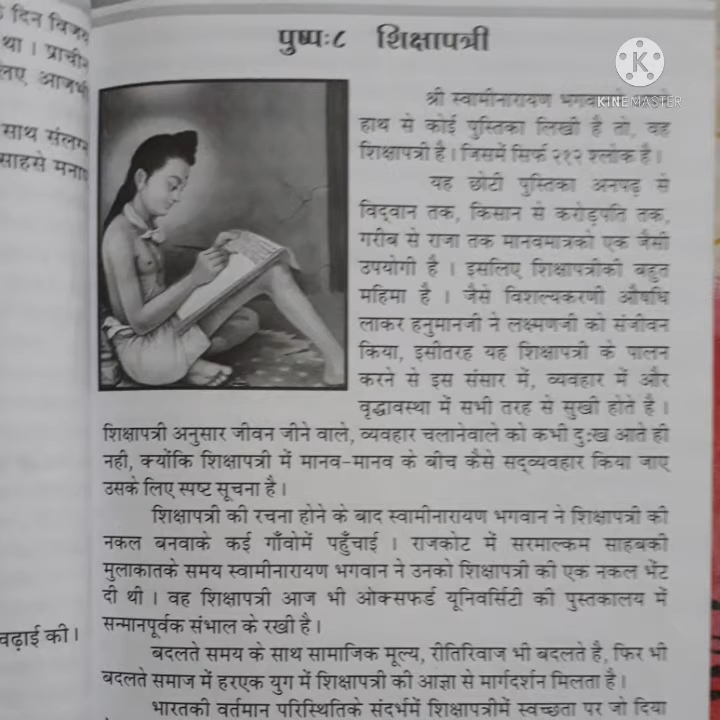 दिन विजय
था । प्राचीन
लिए आजभी
साथ संलग्न
साहसे मनाए
वढ़ाई की।
पुष्प:८ शिक्षापत्री
KINEMASTER
श्री स्वामीनारायण
हाथ से कोई पुस्तिका लिखी है तो, वह
शिक्षापत्री है । जिसमें सिर्फ २१२ श्लोक है ।
यह छोटी पुस्तिका अनपढ़ से
विद्वान तक, किसान से करोड़पति तक,
गरीब से राजा तक मानवमात्रको एक जैसी
उपयोगी है । इसलिए शिक्षापत्रीकी बहुत
महिमा है । जैसे विशल्यकरणी औषधि
लाकर हनुमानजी ने लक्ष्मणजी को संजीवन
किया, इसीतरह यह शिक्षापत्री के पालन
करने से इस संसार में, व्यवहार में और
वृद्धावस्था में सभी तरह से सुखी होते है ।
शिक्षापत्री अनुसार जीवन जीने वाले, व्यवहार चलानेवाले को कभी दुःख आते ही
नही, क्योंकि शिक्षापत्री में मानव-मानव के बीच कैसे सद्व्यवहार किया जाए
उसके लिए स्पष्ट सूचना है ।
शिक्षापत्री की रचना होने के बाद स्वामीनारायण भगवान ने शिक्षापत्री की
नकल बनवाके कई गाँवोमें पहुँचाई । राजकोट में सरमाल्कम साहबकी
मुलाकातके समय स्वामीनारायण भगवान ने उनको शिक्षापत्री की एक नकल भेंट
दी थी । वह शिक्षापत्री आज भी ओक्सफर्ड यूनिवर्सिटी की पुस्तकालय में
सन्मानपूर्वक संभाल के रखी है ।
बदलते समय के साथ सामाजिक मूल्य, रीतिरिवाज भी बदलते है, फिर भी
बदलते समाज में हरएक युग में शिक्षापत्री की आज्ञा से मार्गदर्शन मिलता है ।
भारतकी वर्तमान परिस्थितिके संदर्भमें शिक्षापत्रीमें स्वच्छता पर जो दिया